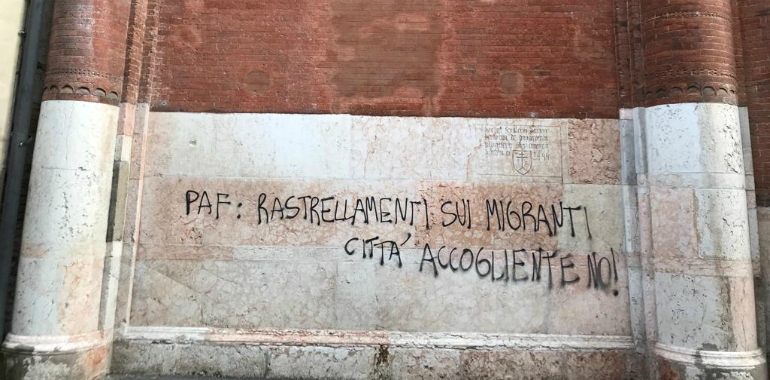 PAF: RASTRELLAMENTI SUI MIGRANTI
CITTA' ACCOGLIENTE NO!